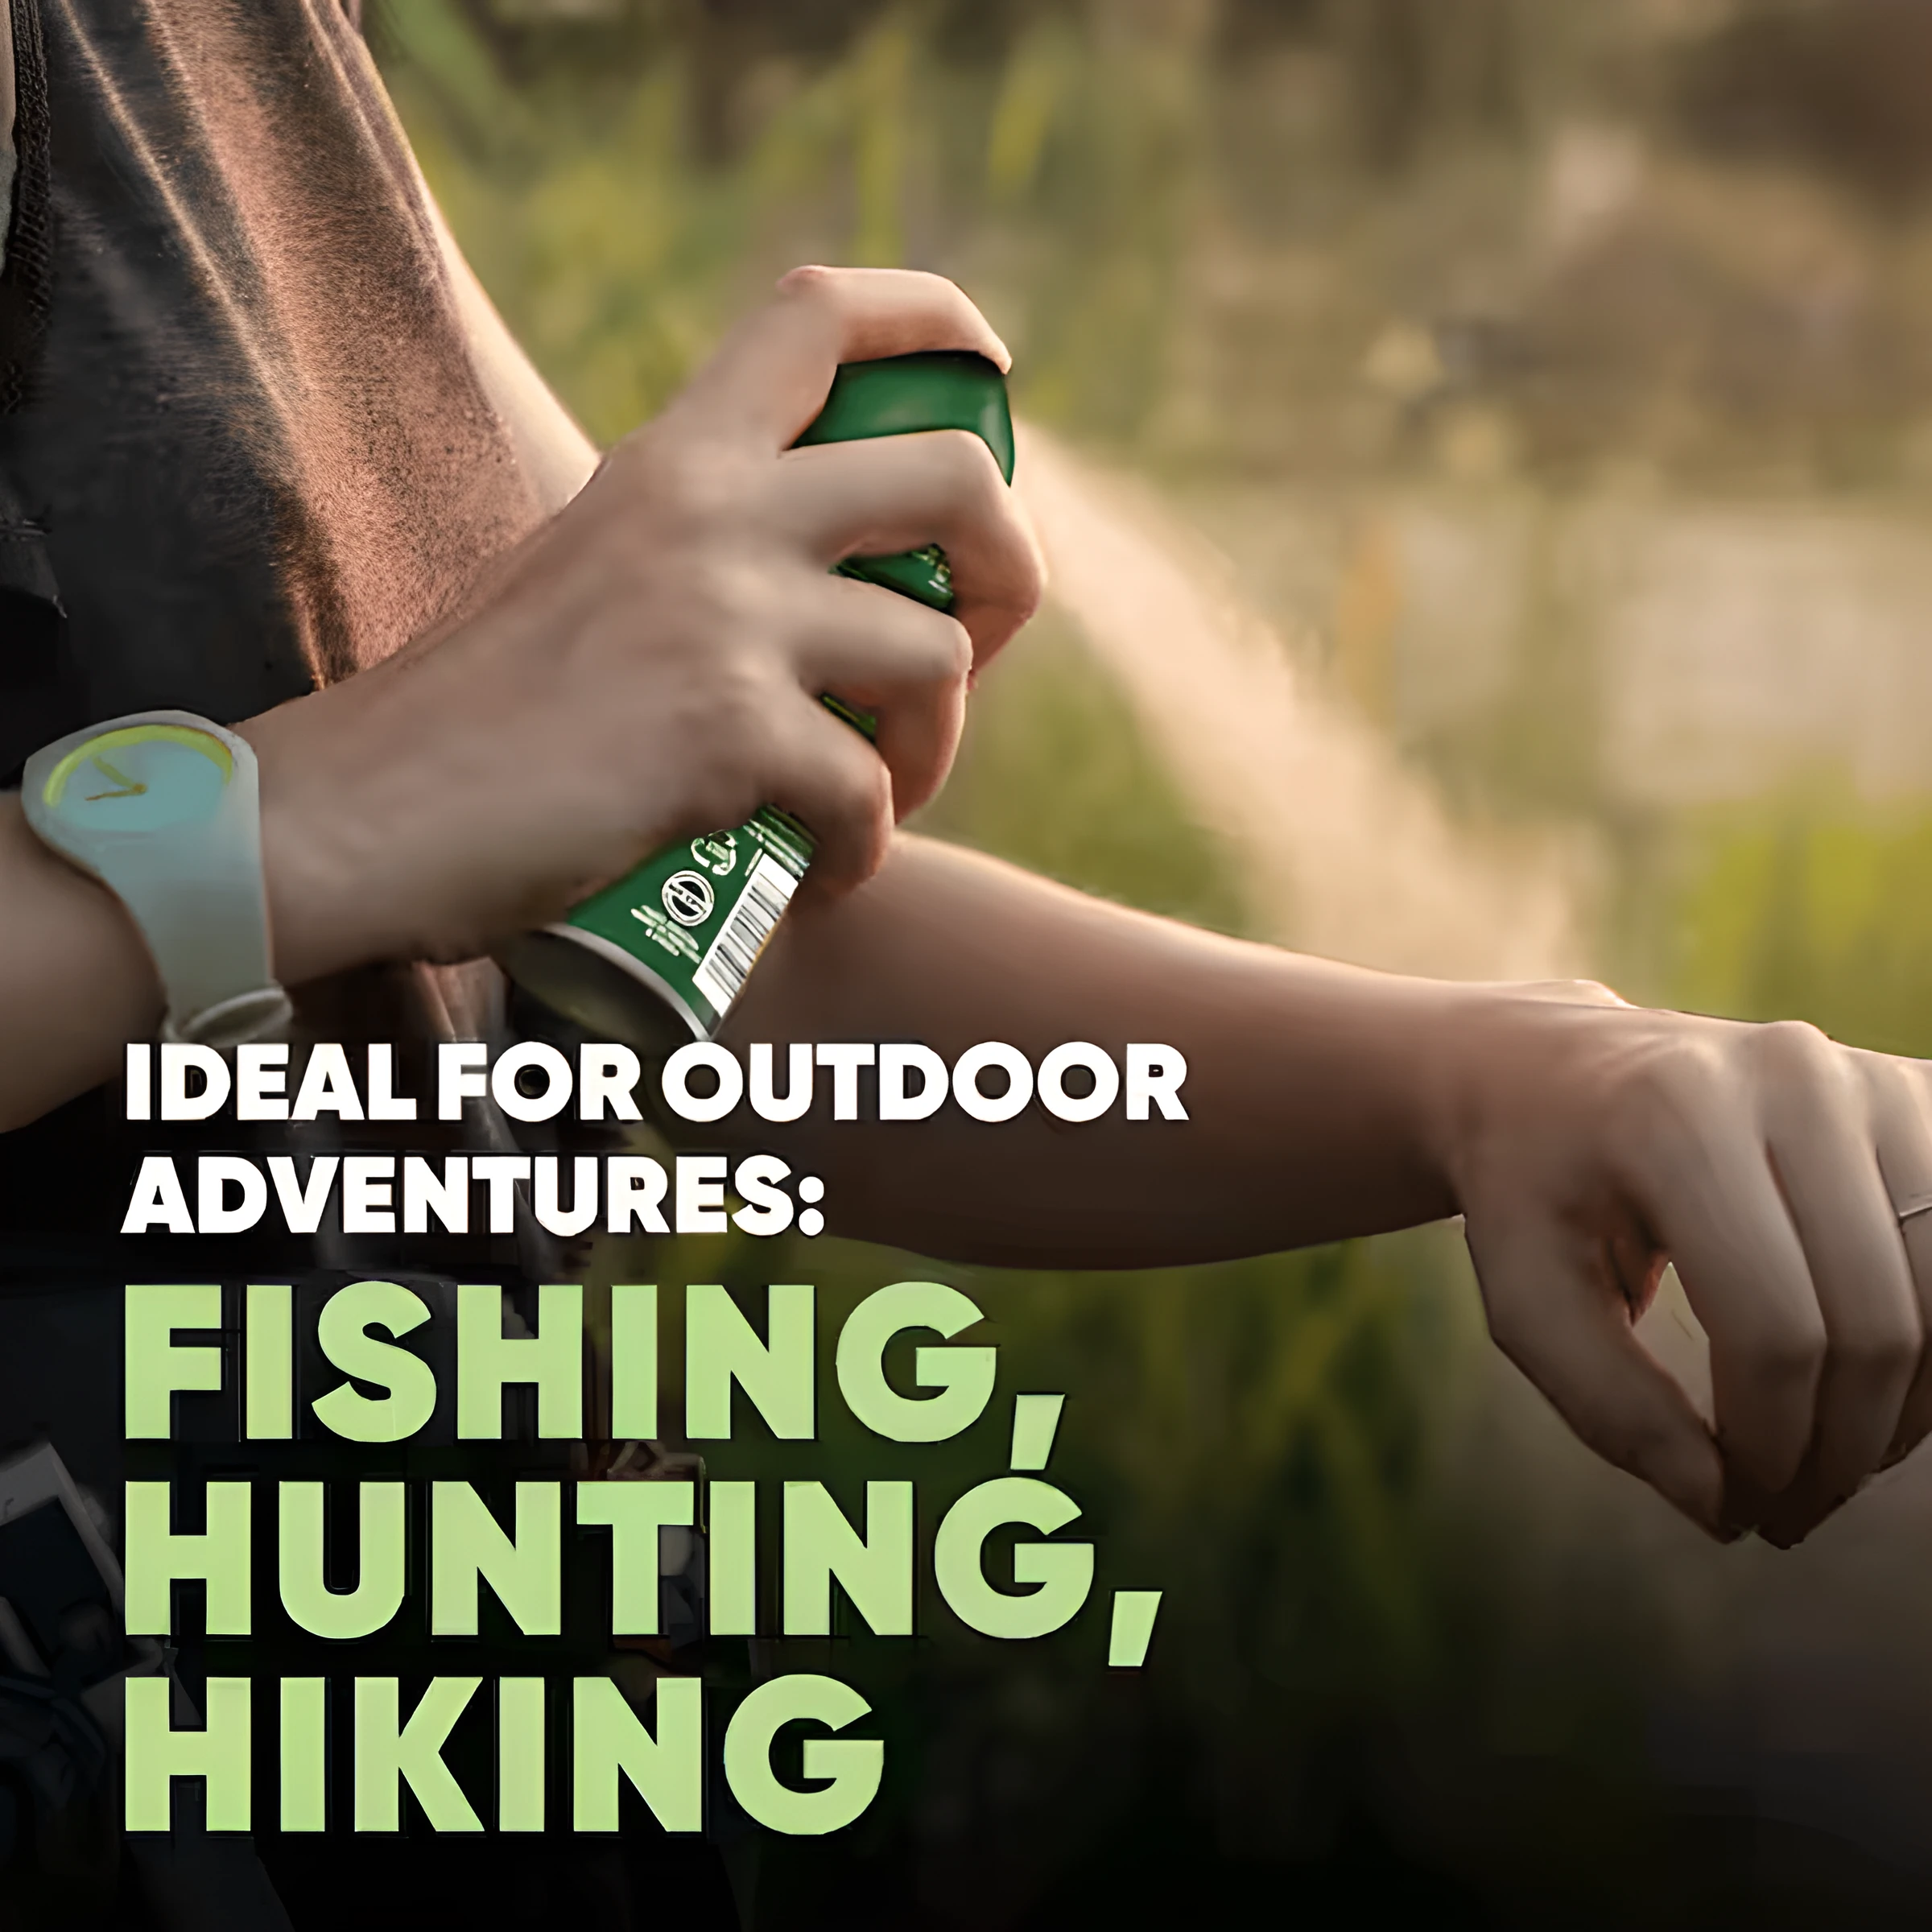 IDEAL FOR OUTDOOR
ADVENTURES:
FISHING,
HUNTING,
HIKING